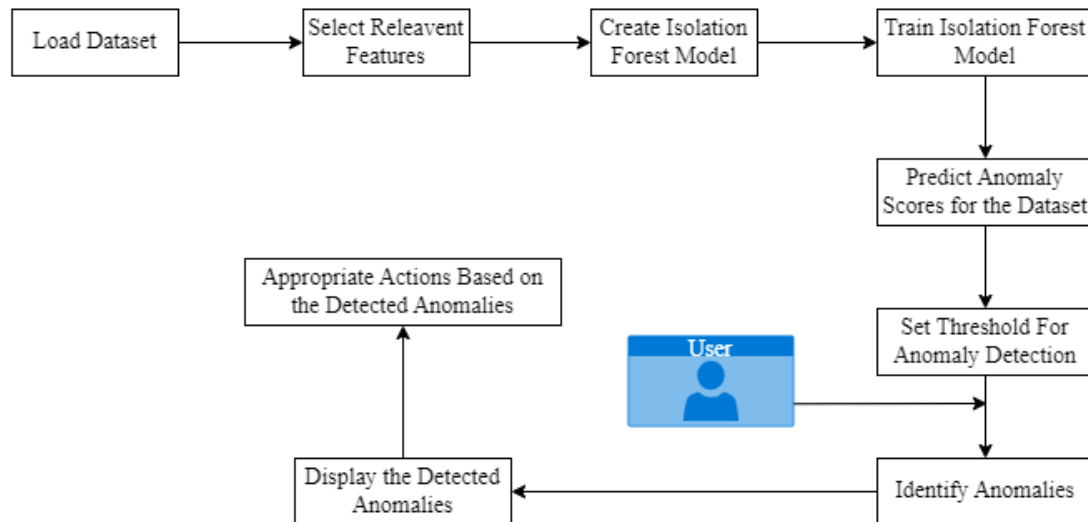 Load Dataset
Select Releavent
Features
Create Isolation
Forest Model
Train Isolation Forest
Model
Predict Anomaly
Scores for the Dataset
Set Threshold For
Anomaly Detection
User
Identify Anomalies
Display the Detected
Anomalies
Appropriate Actions Based on
the Detected Anomalies